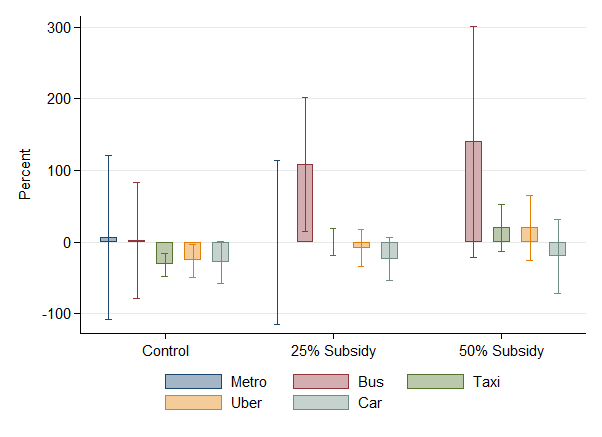 300
200
100
0
-100
Percent
Control 25% Subsidy 50% Subsidy
Metro Bus Taxi
Uber Car